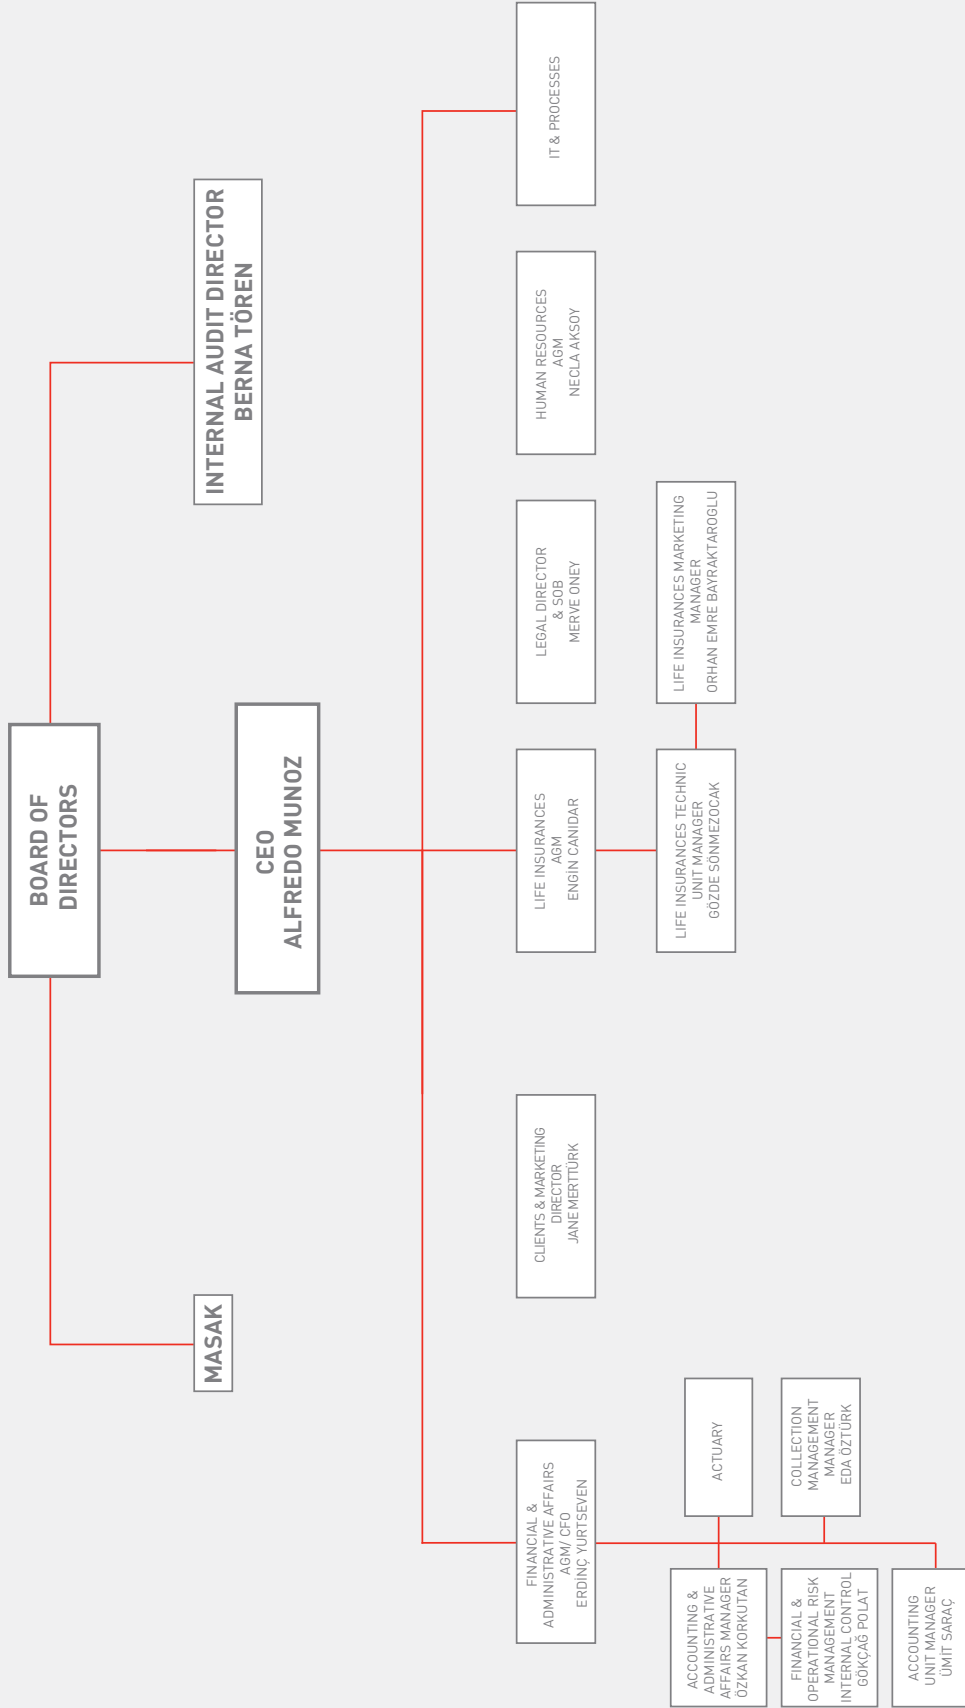 BOARD OF
DIRECTORS
MASAK
INTERNAL AUDIT DIRECTOR
BERNA TÖREN
CEO
ALFREDO MUNOZ
FINANCIAL &
ADMINISTRATIVE AFFAIRS
AGM/ CFO
ERDİNÇ YURTSEVEN
CLIENTS & MARKETING
DIRECTOR
JANE MERTTÜRK
LIFE INSURANCES
AGM
ENGİN CANIDAR
LEGAL DIRECTOR
& SOB
MERVE ONEY
HUMAN RESOURCES
AGM
NECLA AKSOY
IT & PROCESSES
ACCOUNTING &
ADMINISTRATIVE
AFFAIRS MANAGER
ÖZKAN KORKUTAN
ACTUARY
LIFE INSURANCES TECHNIC
UNIT MANAGER
GÖZDE SÖNMEZOCAK
LIFE INSURANCES MARKETING
MANAGER
ORHAN EMRE BAYRAKTAROGLU
FINANCIAL &
OPERATIONAL RISK
MANAGEMENT
INTERNAL CONTROL
GÖKÇAĞ POLAT
COLLECTION
MANAGEMENT
MANAGER
EDA ÖZTÜRK
ACCOUNTING
UNIT MANAGER
ÜMİT SARAÇ